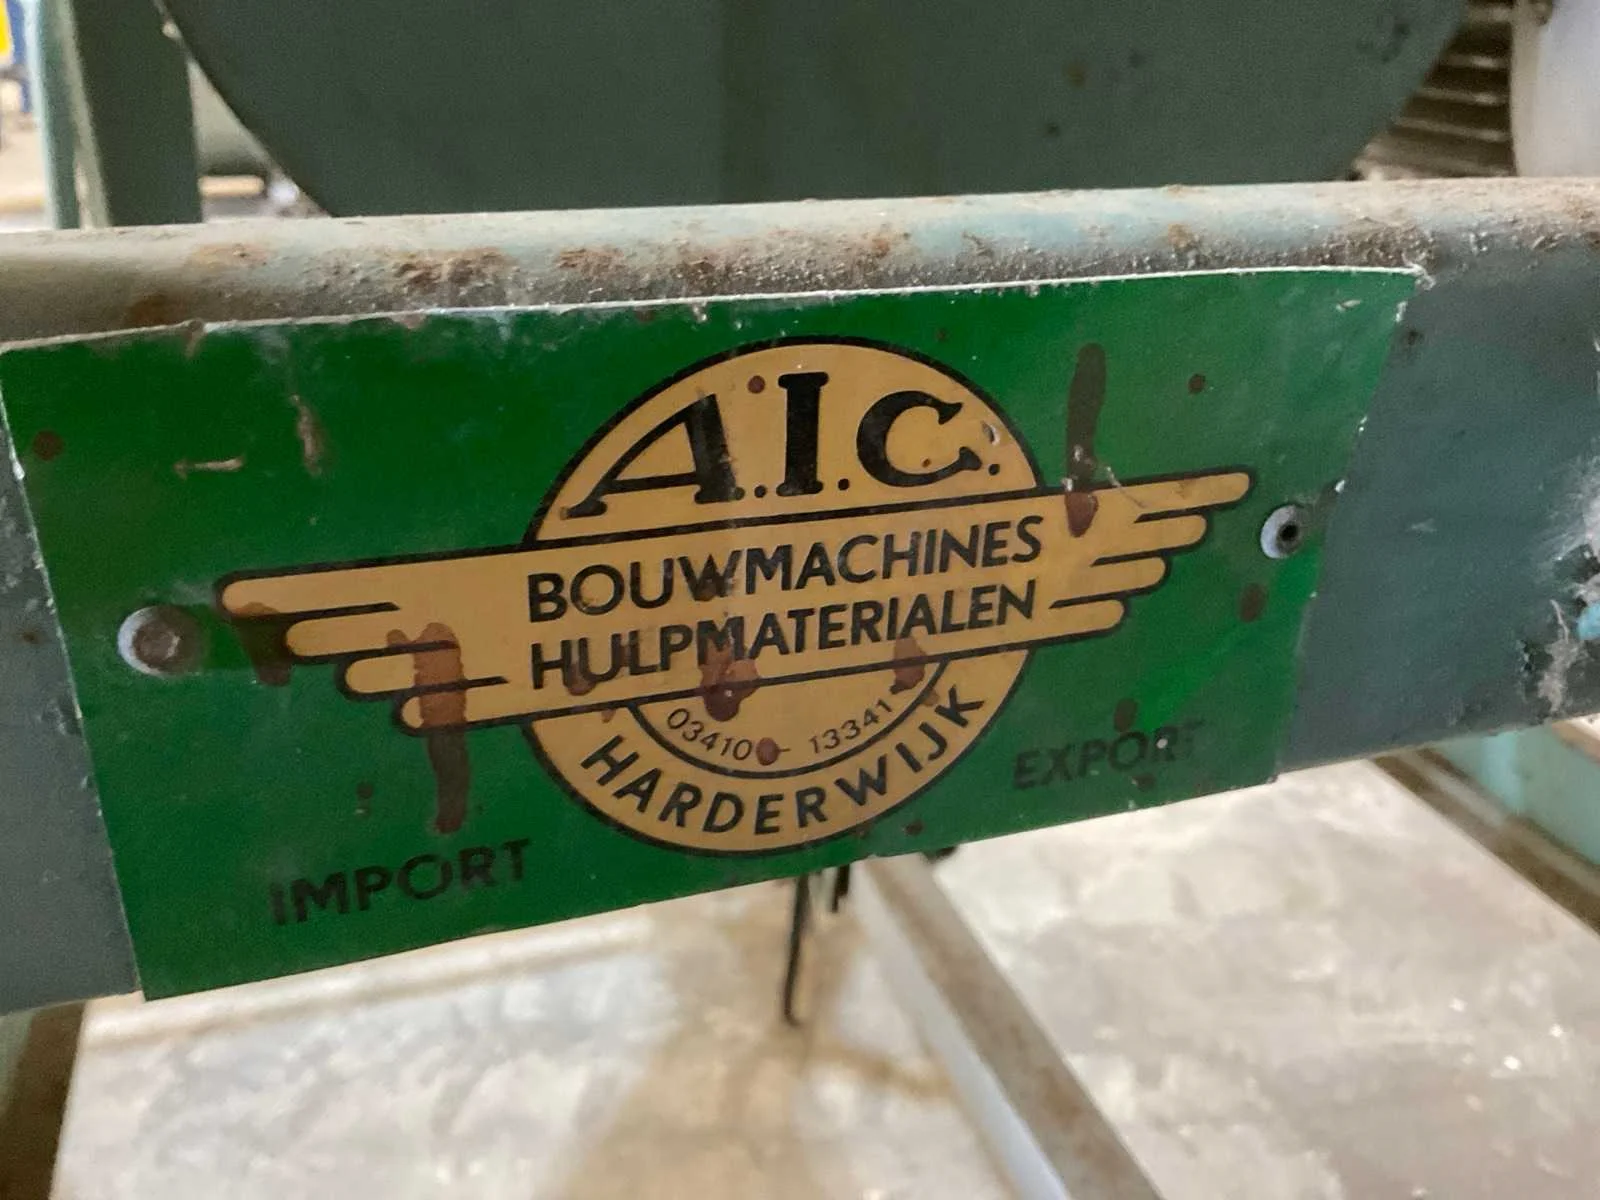 A.I.C.
BOUWMACHINES
HULPMATERIALEN
03410 - 13341
HARDERWIJK
IMPORT
EXPORT